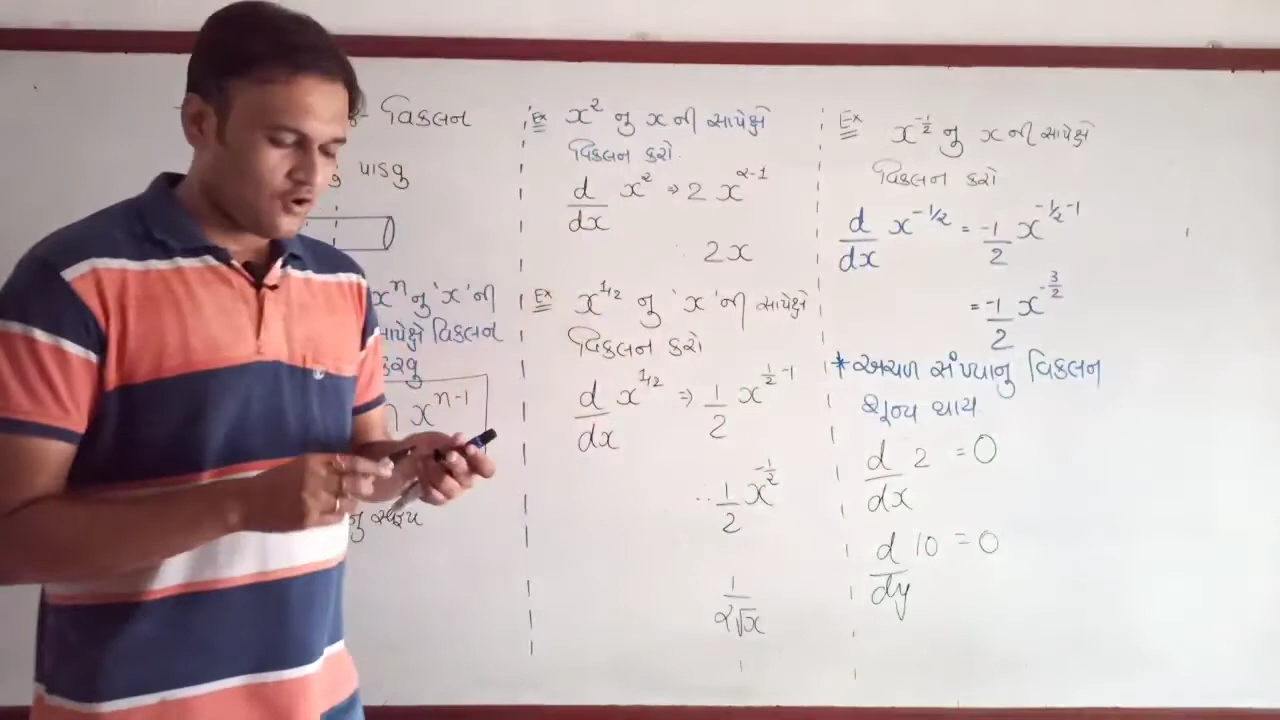 વિકલન
પાડવુ
xⁿ નુ 'x' ની
સાપેક્ષે વિકલન
કરવુ
n x^{n-1}
નુ સ્વરૂપ
Ex x² નુ x ની સાપેક્ષે
વિકલન કરો.
d/dx x² ⇒ 2 x^{2-1}
2x
Ex x^{1/2} નુ 'x' ની સાપેક્ષે
વિકલન કરો
d/dx x^{1/2} ⇒ 1/2 x^{1/2-1}
∴ 1/2 x^{-1/2}
1/2√x
Ex x^{-1/2} નુ x ની સાપેક્ષે
વિકલન કરો
d/dx x^{-1/2} = -1/2 x^{-1/2-1}
= -1/2 x^{-3/2}
* અચળ સંખ્યાનુ વિકલન
શૂન્ય થાય.
d/dx 2 = 0
d/dy 10 = 0